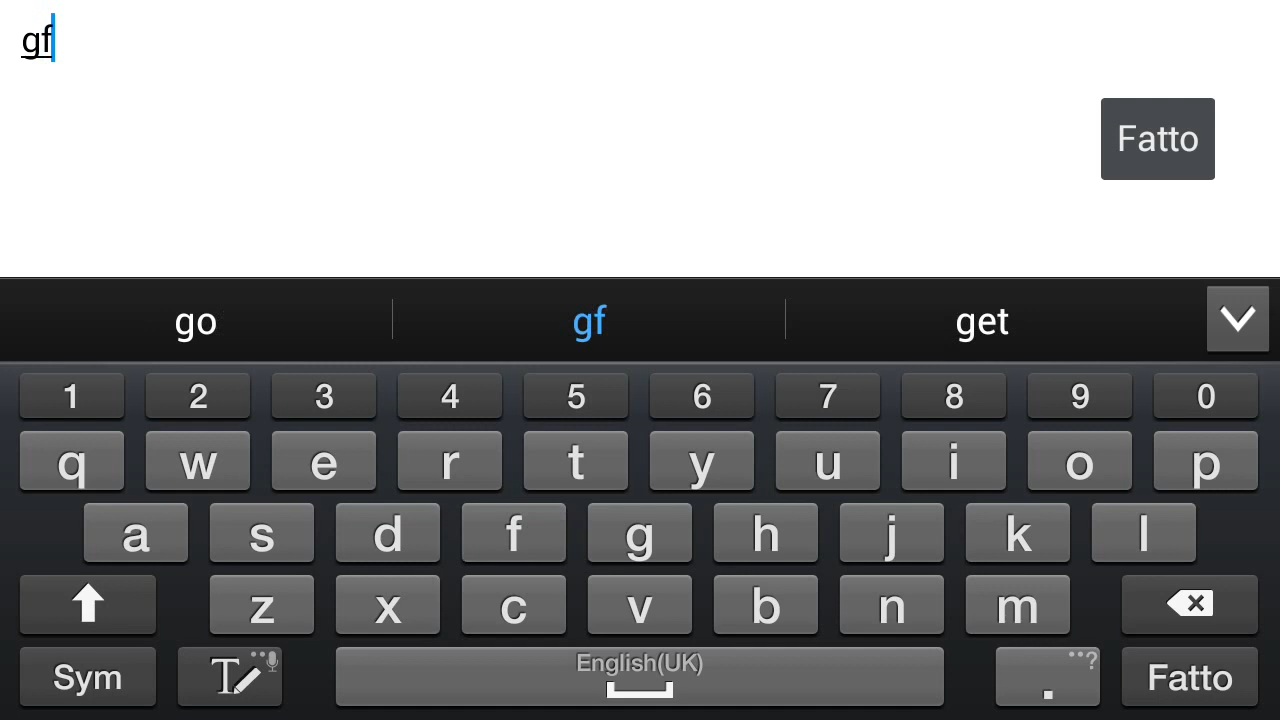 gf
Fatto
go gf get
1 2 3 4 5 6 7 8 9 0
q w e r t y u i o p
a s d f g h j k l
z x c v b n m
Sym T English(UK) . ..? Fatto